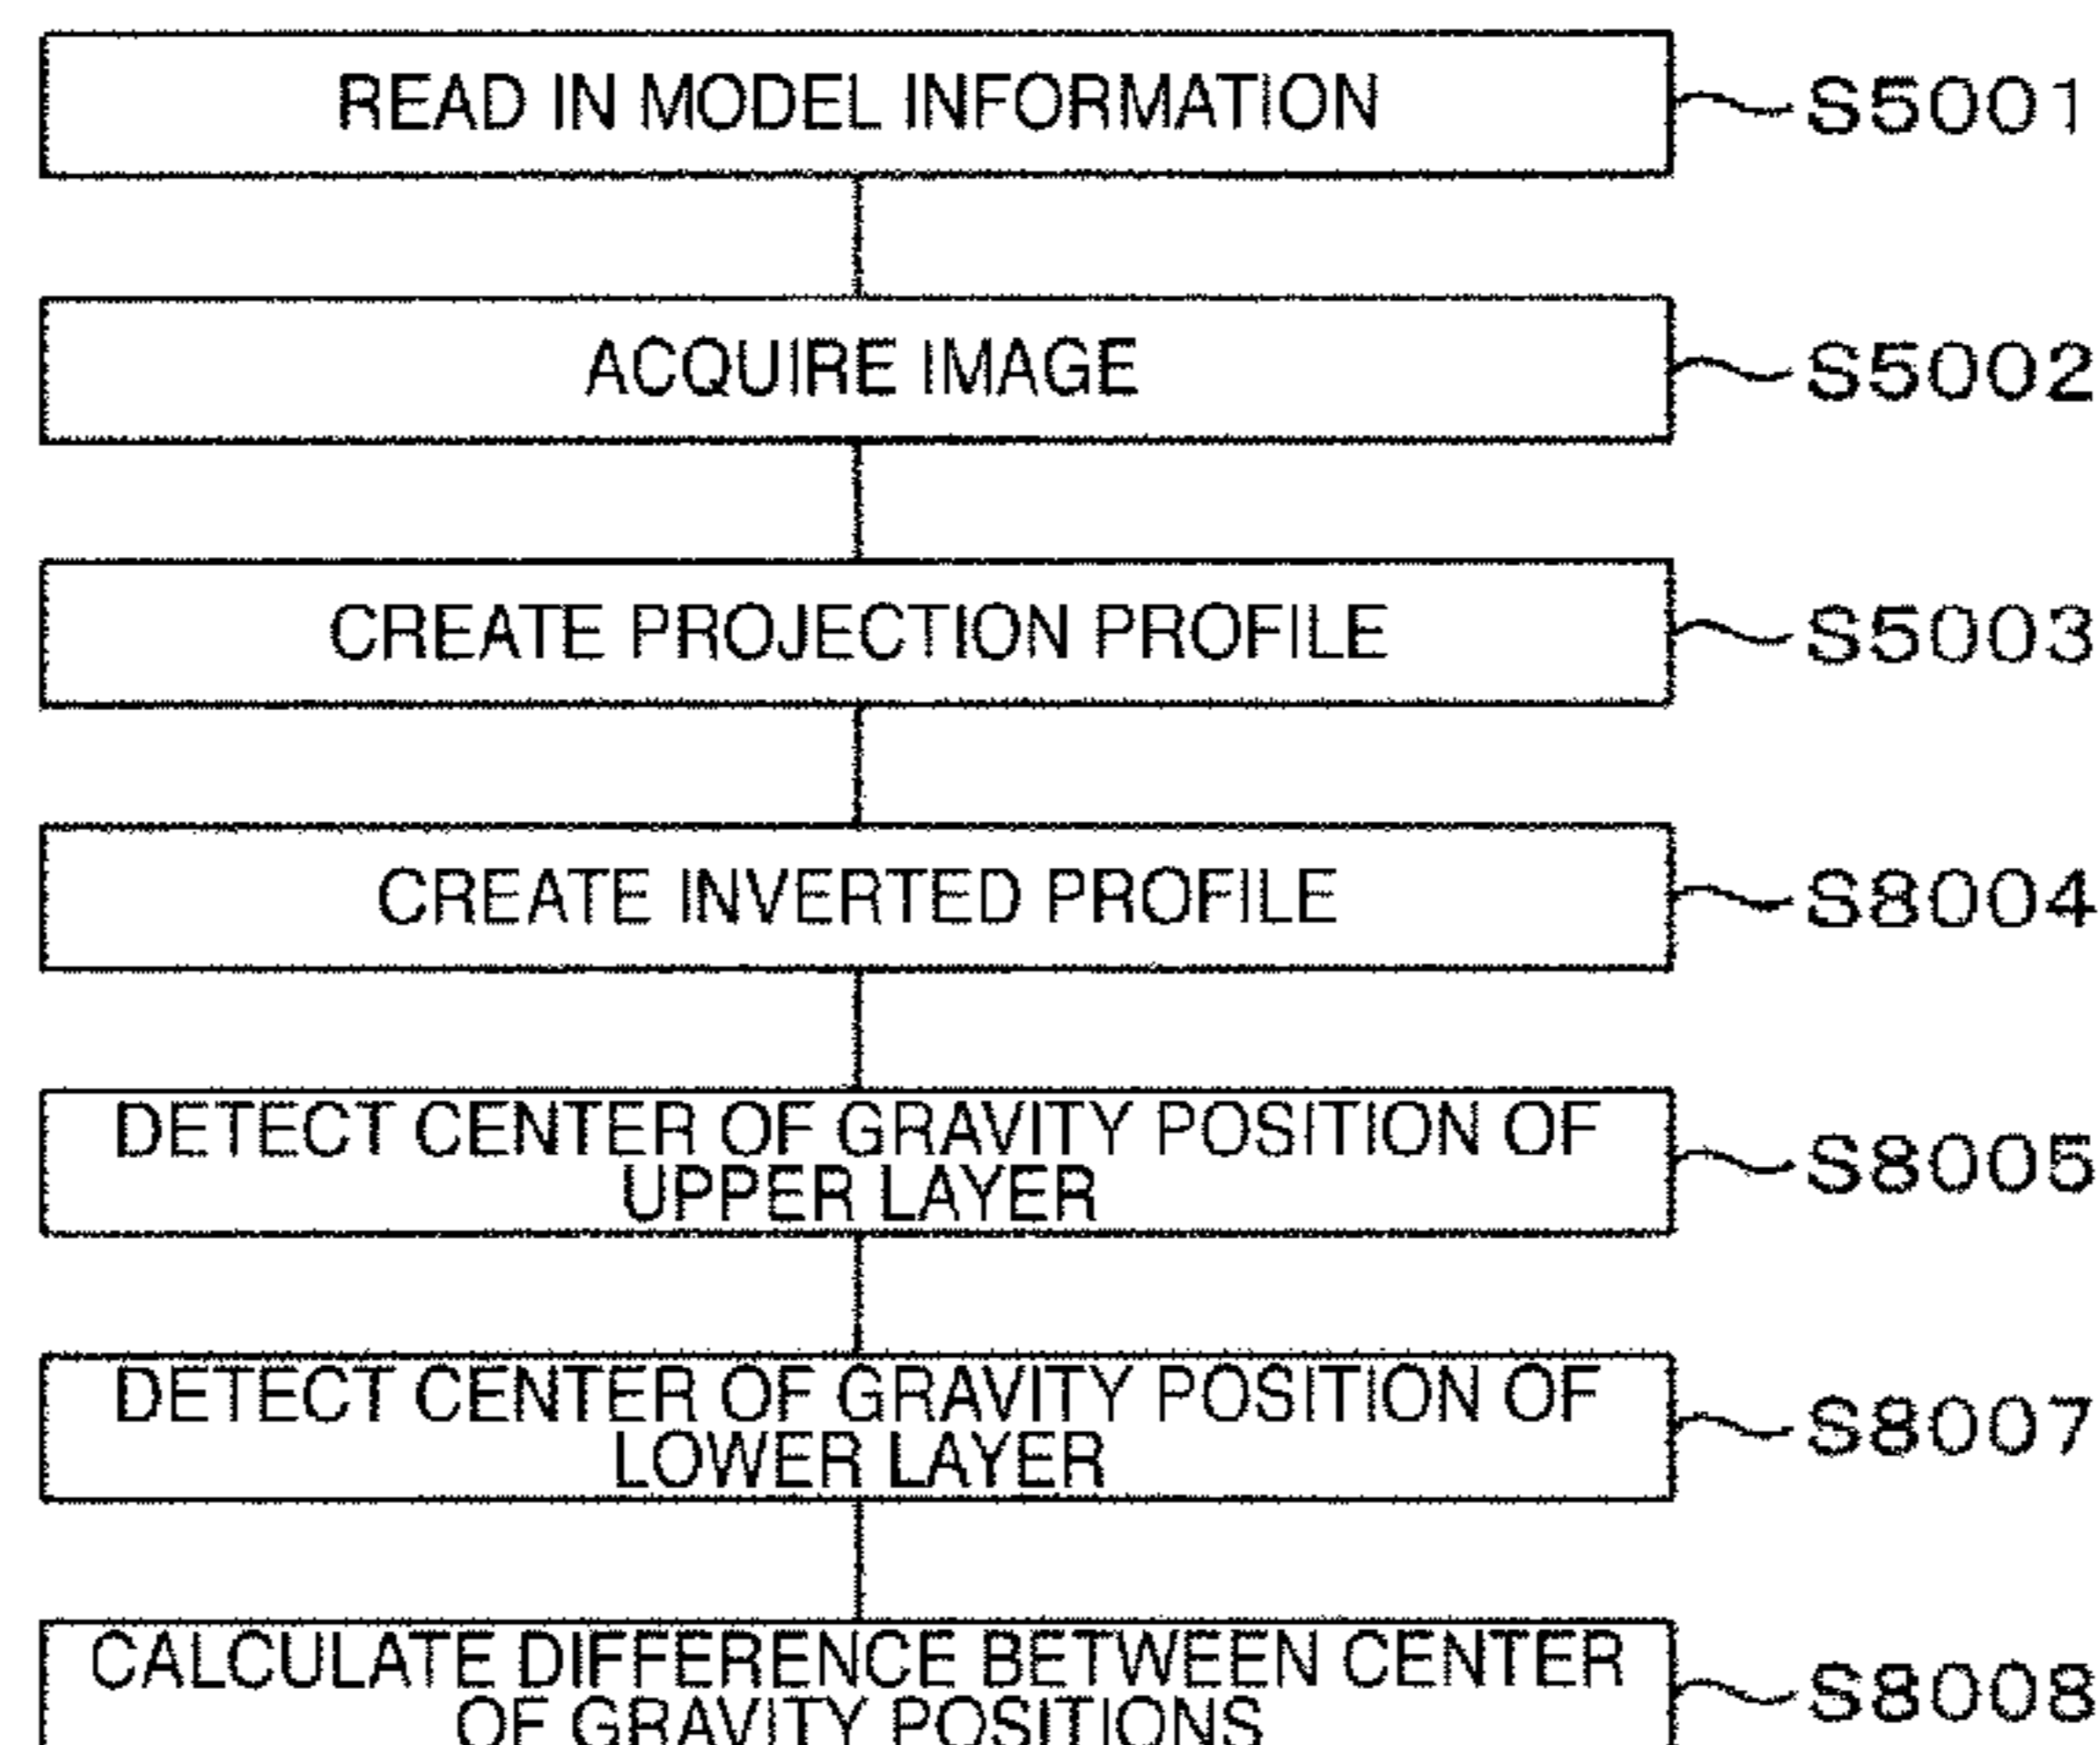 READ IN MODEL INFORMATION
S5001
ACQUIRE IMAGE
S5002
CREATE PROJECTION PROFILE
S5003
CREATE INVERTED PROFILE
S8004
DETECT CENTER OF GRAVITY POSITION OF
UPPER LAYER
S8005
DETECT CENTER OF GRAVITY POSITION OF
LOWER LAYER
S8007
CALCULATE DIFFERENCE BETWEEN CENTER
OF GRAVITY POSITIONS
S8008